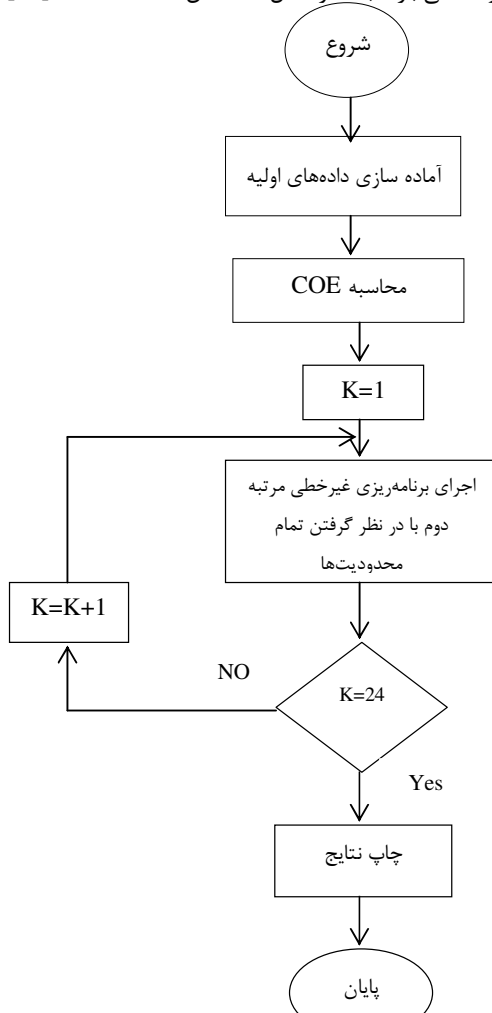 شروع
آماده سازی داده‌های اولیه
محاسبه COE
K=1
اجرای برنامه‌ریزی غیرخطی مرتبه
دوم با در نظر گرفتن تمام
محدودیت‌ها
K=K+1
NO
K=24
Yes
چاپ نتایج
پایان